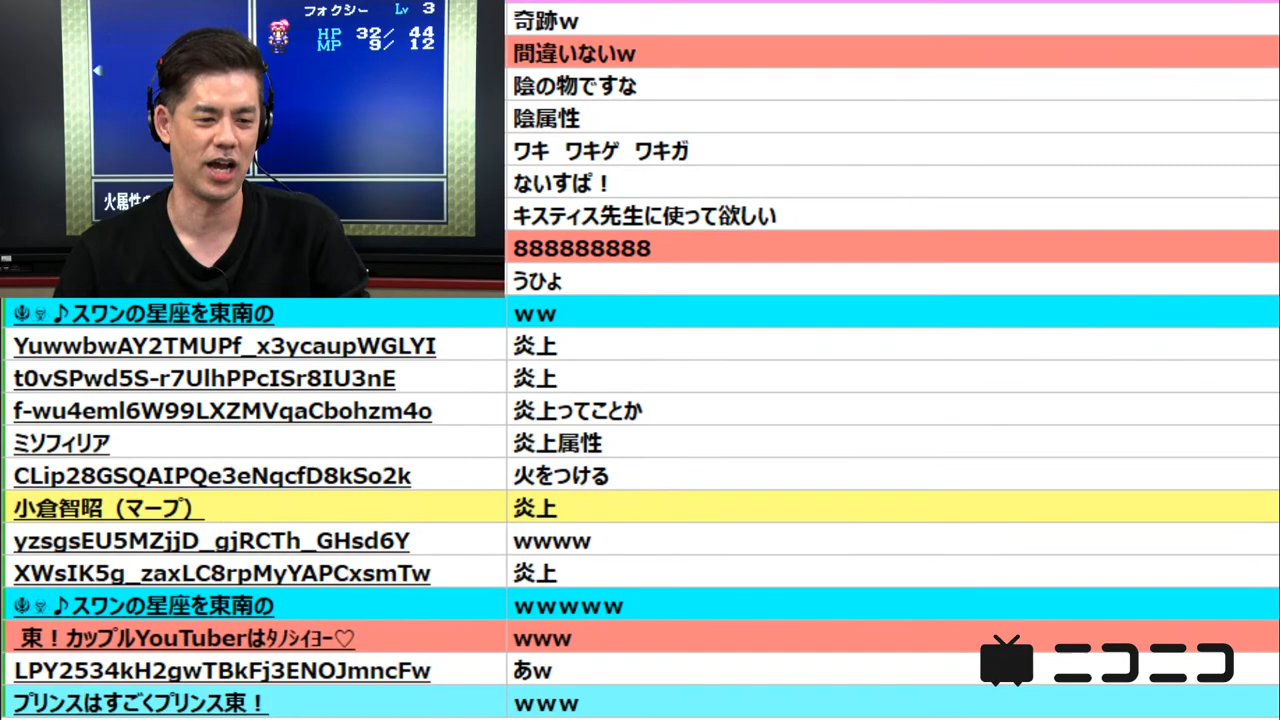 フォクシー Lv 3
HP 32/ 44
MP 9/ 12
火属性の
奇跡ｗ
間違いないｗ
陰の物ですな
陰属性
ワキ　ワキゲ　ワキガ
ないすぱ！
キスティス先生に使って欲しい
888888888
うひょ
♪スワンの星座を東南の ｗｗ
YuwwbwAY2TMUPf_x3ycaupWGLYI 炎上
t0vSPwd5S-r7UlhPPcISr8IU3nE 炎上
f-wu4eml6W99LXZMVqaCbohzm4o 炎上ってことか
ミソフィリア 炎上属性
CLip28GSQAIPQe3eNqcfD8kSo2k 火をつける
小倉智昭（マープ） 炎上
yzsgsEU5MZjjD_gjRCTh_GHsd6Y wwww
XWsIK5g_zaxLC8rpMyYAPCxsmTw 炎上
♪スワンの星座を東南の ｗｗｗｗｗ
東！カップルYouTuberはﾀﾉｼｲﾖｰ♡ www
LPY2534kH2gwTBkFj3ENOJmncFw あw
プリンスはすごくプリンス東！ ｗｗｗ
ニコニコ